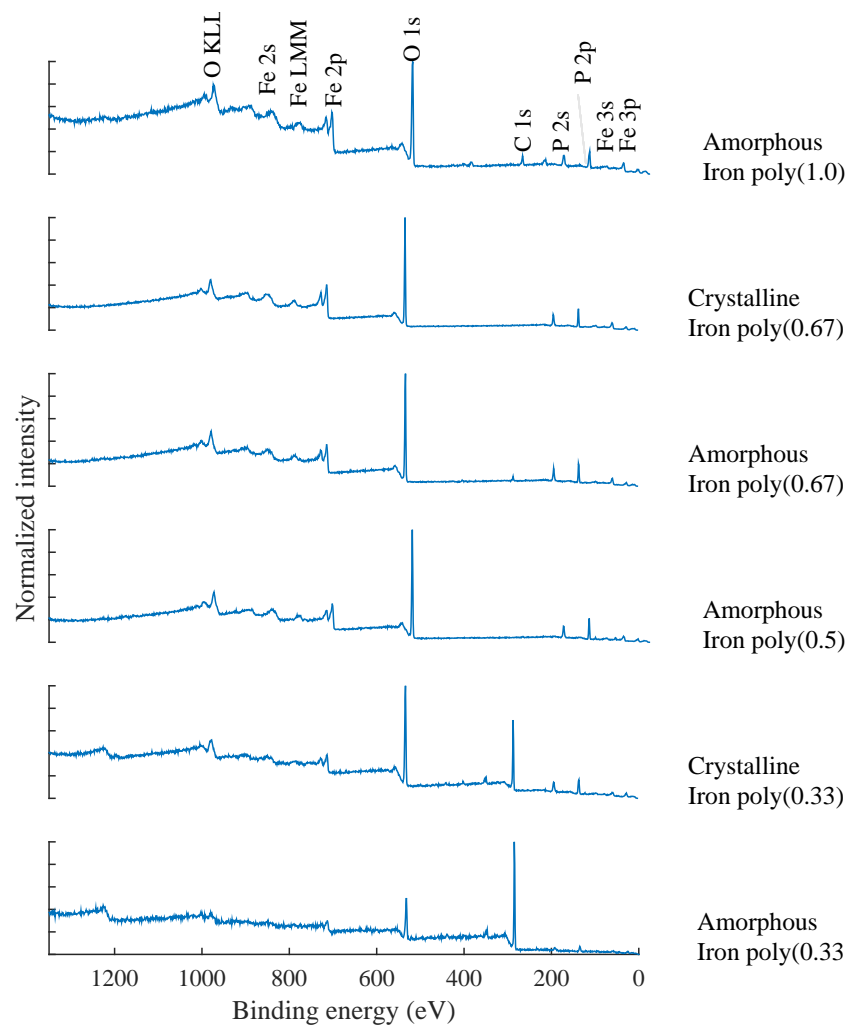 O KLL
Fe 2s
Fe LMM
Fe 2p
O 1s
C 1s
P 2s
P 2p
Fe 3s
Fe 3p
Amorphous
Iron poly(1.0)
Crystalline
Iron poly(0.67)
Amorphous
Iron poly(0.67)
Amorphous
Iron poly(0.5)
Crystalline
Iron poly(0.33)
Amorphous
Iron poly(0.33
Normalized intensity
1200 1000 800 600 400 200 0
Binding energy (eV)